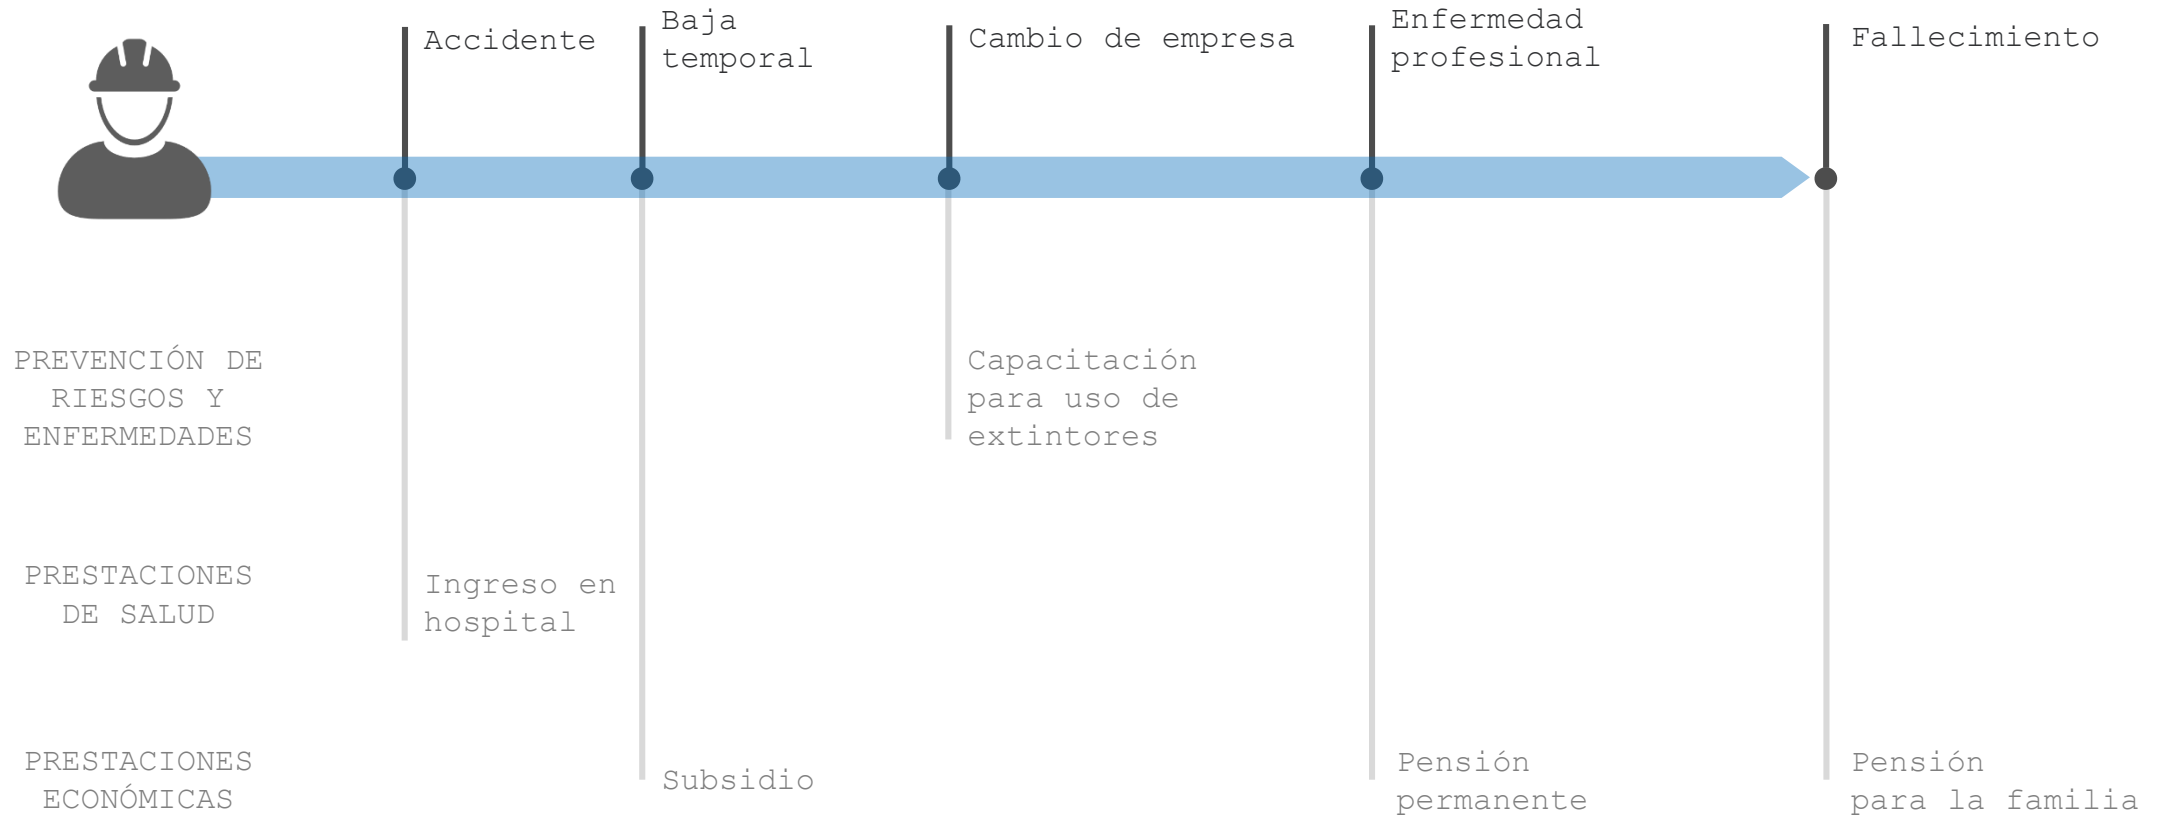 Accidente
Baja
temporal
Cambio de empresa
Enfermedad
profesional
Fallecimiento
PREVENCIÓN DE
RIESGOS Y
ENFERMEDADES
Capacitación
para uso de
extintores
PRESTACIONES
DE SALUD
Ingreso en
hospital
PRESTACIONES
ECONÓMICAS
Subsidio
Pensión
permanente
Pensión
para la familia